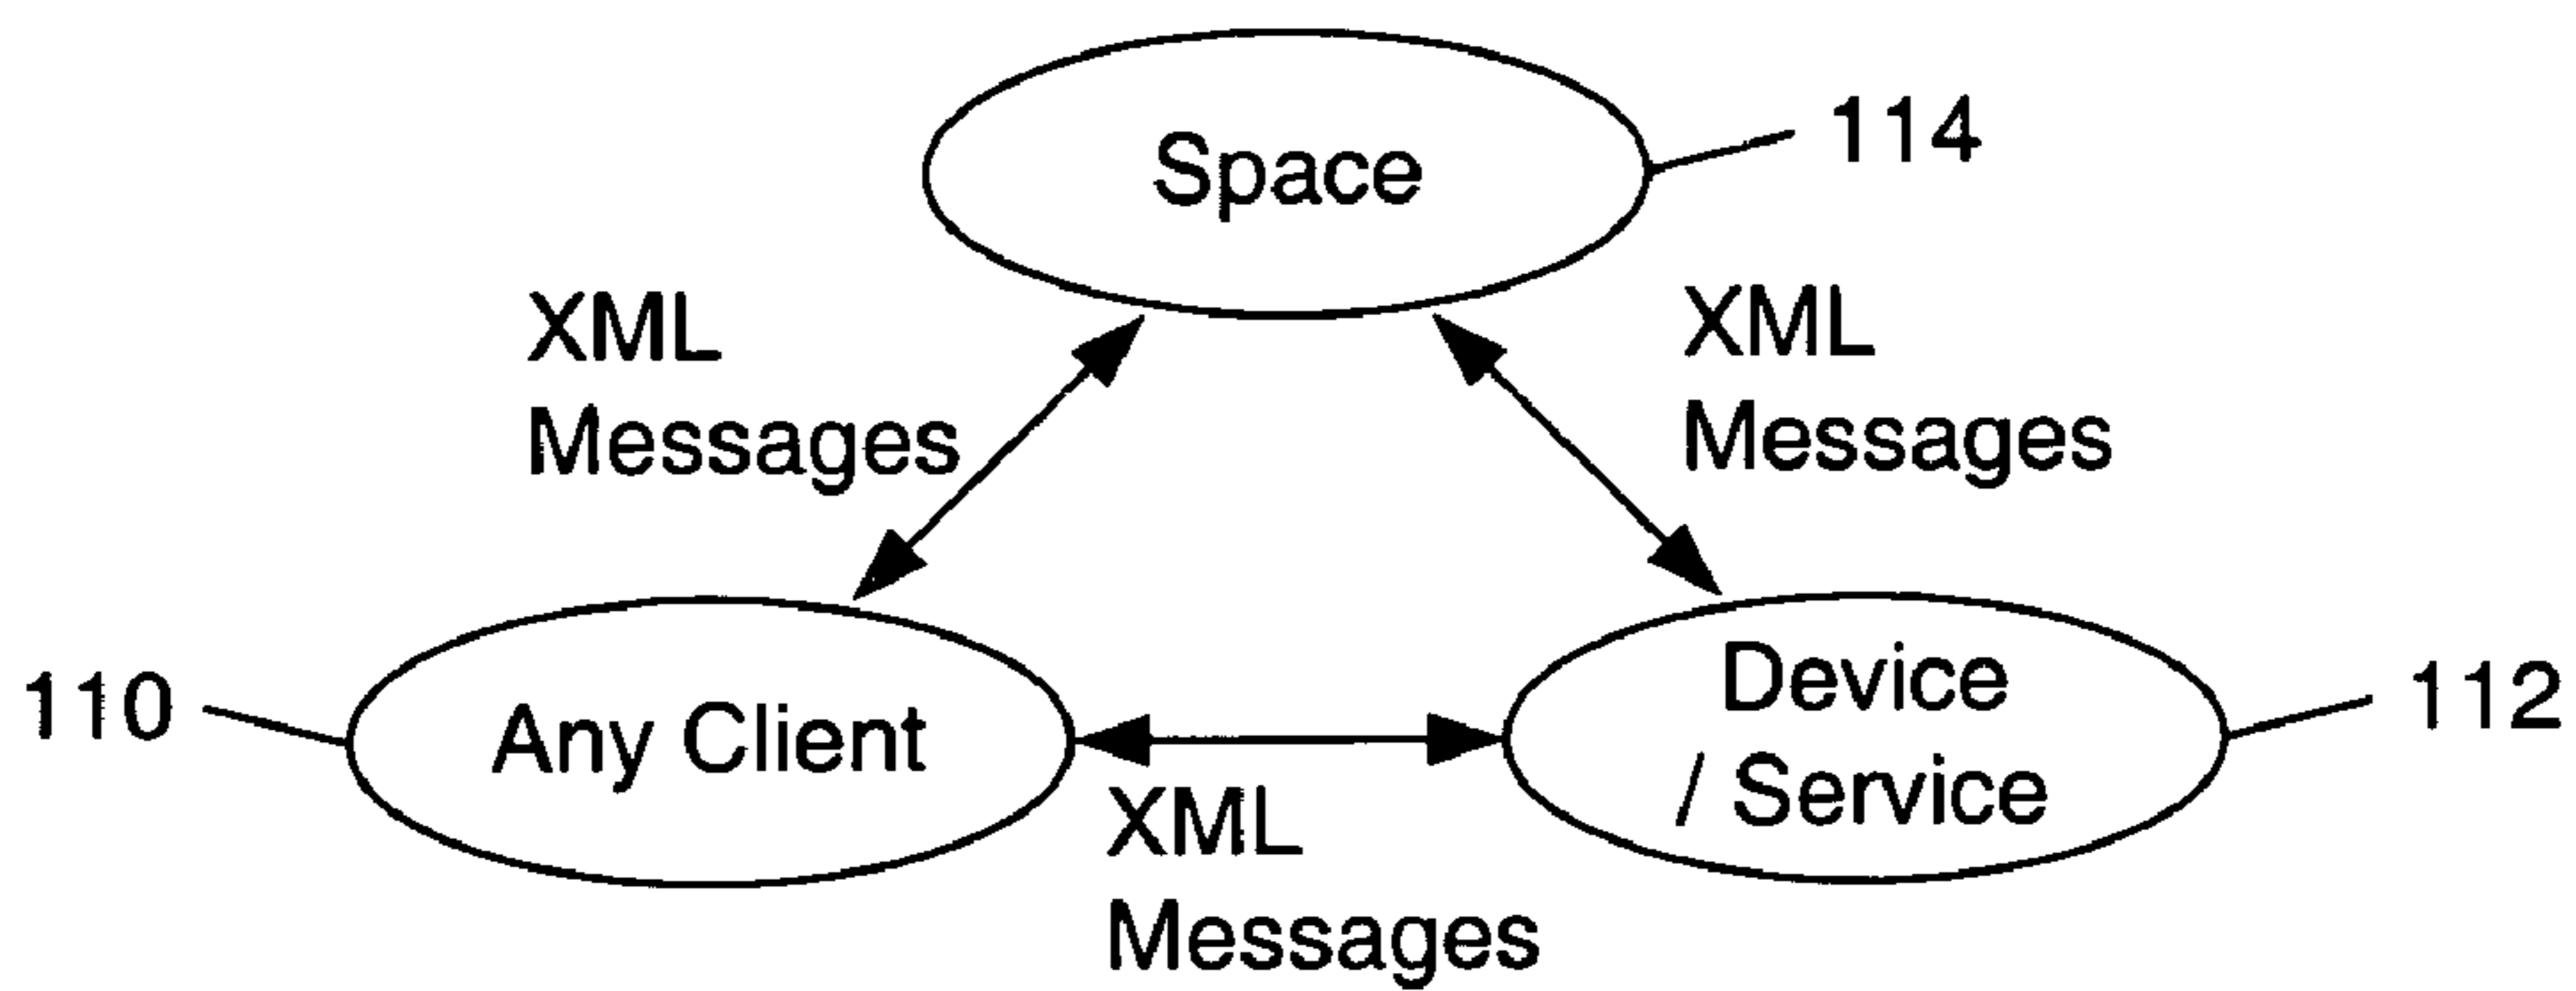 Space
114
XML
Messages
XML
Messages
110
Any Client
Device
/ Service
112
XML
Messages